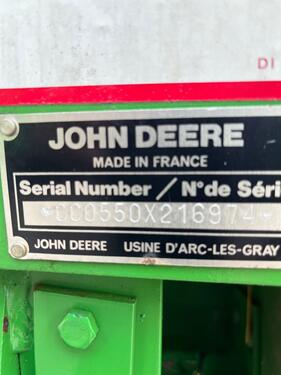 DI
JOHN DEERE
MADE IN FRANCE
Serial Number / N° de Séri
*CC0550X216974*
JOHN DEERE USINE D'ARC-LES-GRAY